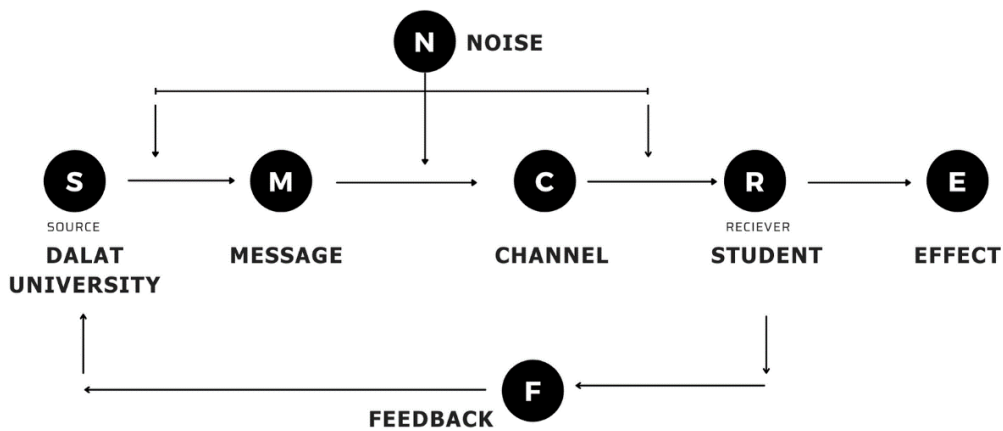 N NOISE
S M C R E
SOURCE RECIEVER
DALAT MESSAGE CHANNEL STUDENT EFFECT
UNIVERSITY
F
FEEDBACK